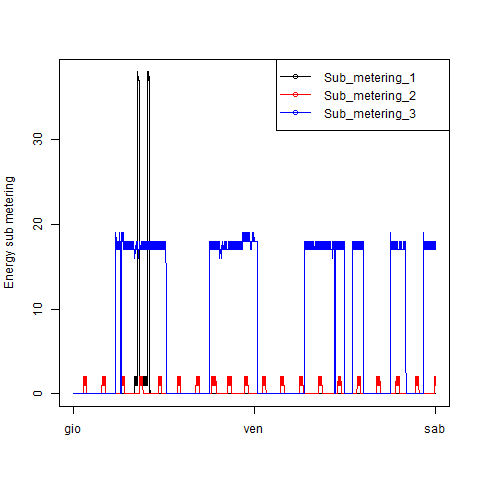 Sub_metering_1
Sub_metering_2
Sub_metering_3
Energy sub metering
30
20
10
0
gio ven sab